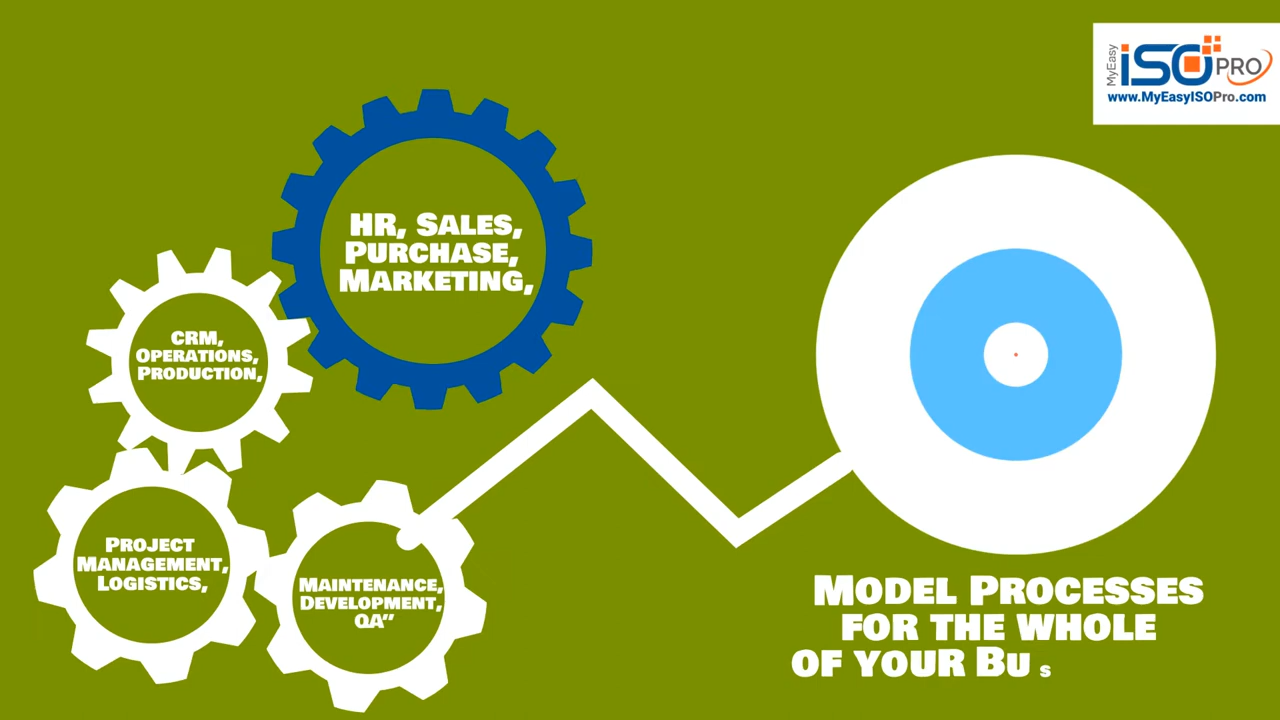 MyEasy
ISO PRO
www.MyEasyISOPro.com
HR, Sales,
Purchase,
Marketing,
CRM,
Operations,
Production,
Project
Management,
Logistics,
Maintenance,
Development,
QA”
Model Processes
for the whole
of your Bus